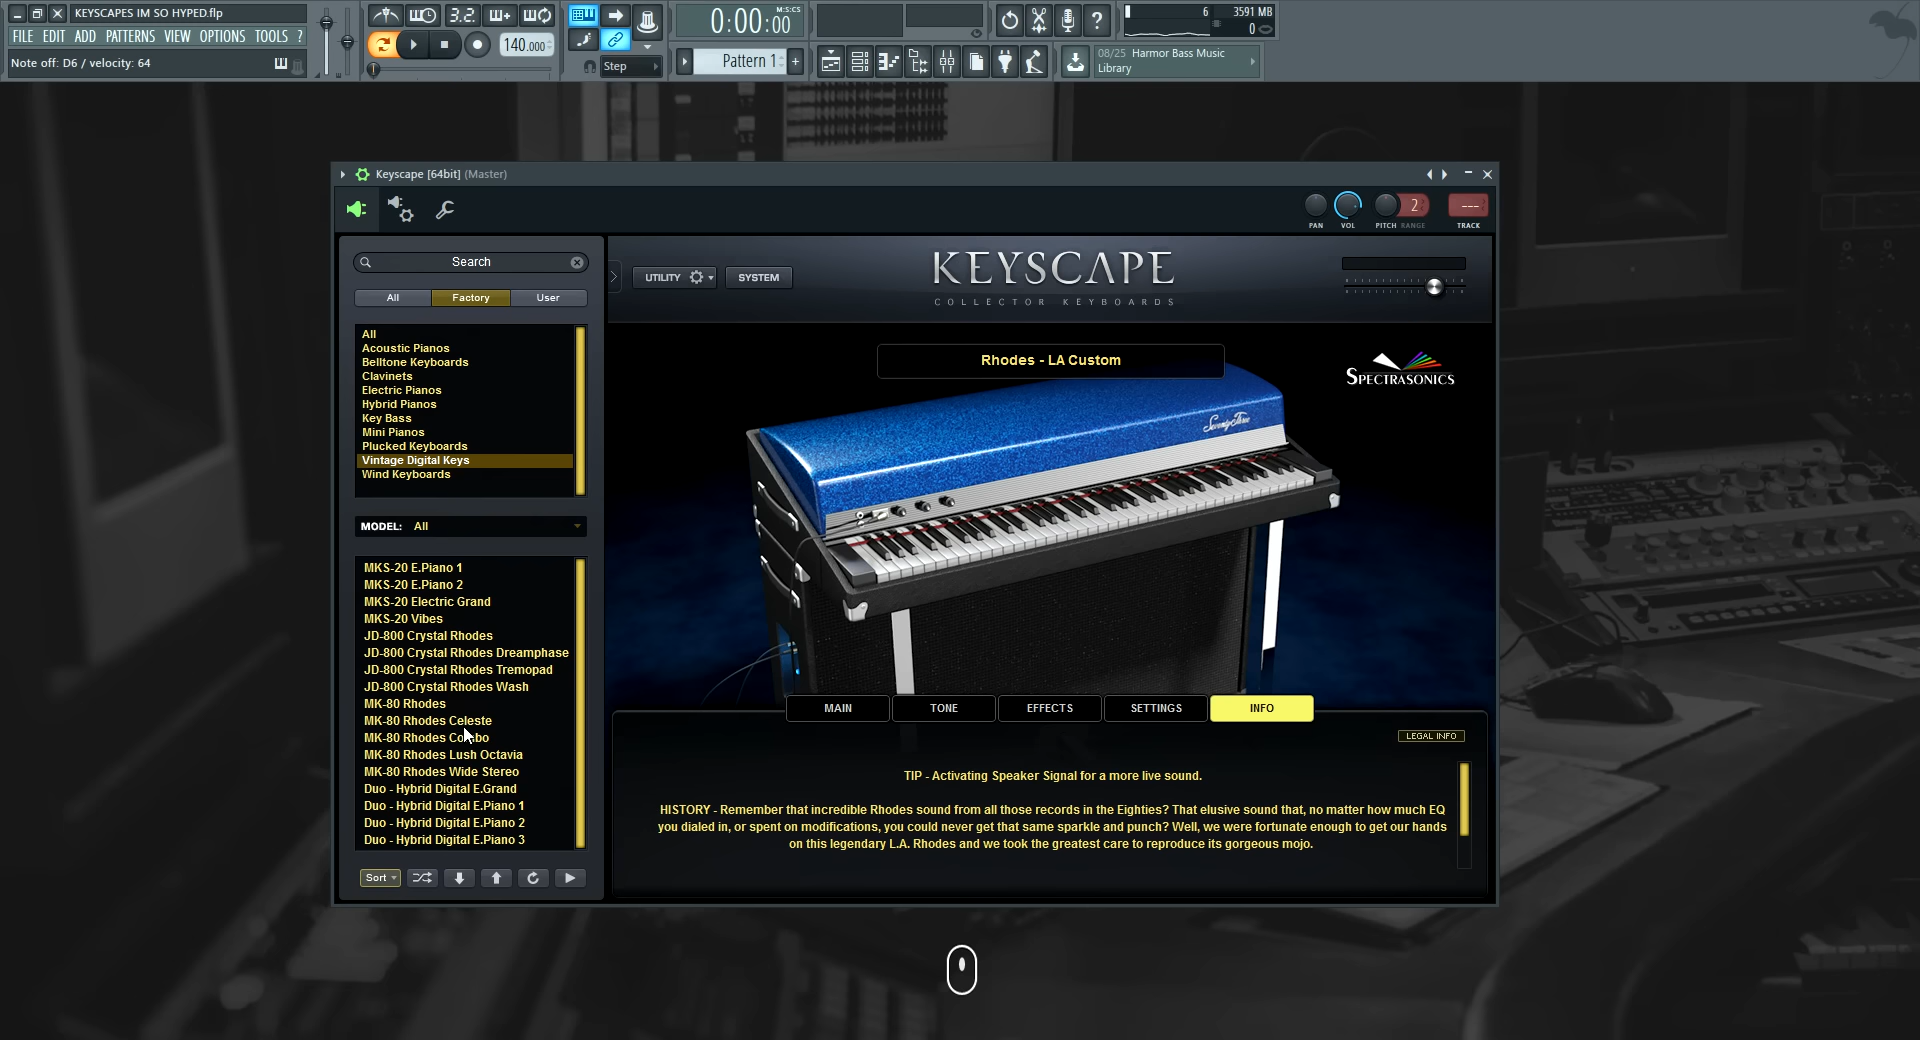 KEYSCAPES IM SO HYPED.flp
FILE EDIT ADD PATTERNS VIEW OPTIONS TOOLS ?
Note off: D6 / velocity: 64
3.2.
140.000
Step
0:00:00
M:S:CS
Pattern 1
+
?
6
3591 MB
0
08/25 Harmor Bass Music
Library
Keyscape [64bit] (Master)
2
---
PAN VOL PITCH RANGE TRACK
Search
All Factory User
All
Acoustic Pianos
Belltone Keyboards
Clavinets
Electric Pianos
Hybrid Pianos
Key Bass
Mini Pianos
Plucked Keyboards
Vintage Digital Keys
Wind Keyboards
MODEL: All
MKS-20 E.Piano 1
MKS-20 E.Piano 2
MKS-20 Electric Grand
MKS-20 Vibes
JD-800 Crystal Rhodes
JD-800 Crystal Rhodes Dreamphase
JD-800 Crystal Rhodes Tremopad
JD-800 Crystal Rhodes Wash
MK-80 Rhodes
MK-80 Rhodes Celeste
MK-80 Rhodes Combo
MK-80 Rhodes Lush Octavia
MK-80 Rhodes Wide Stereo
Duo - Hybrid Digital E.Grand
Duo - Hybrid Digital E.Piano 1
Duo - Hybrid Digital E.Piano 2
Duo - Hybrid Digital E.Piano 3
Sort
UTILITY
SYSTEM
KEYSCAPE
COLLECTOR KEYBOARDS
Rhodes - LA Custom
SPECTRASONICS
Seventy Three
MAIN TONE EFFECTS SETTINGS INFO
LEGAL INFO
TIP - Activating Speaker Signal for a more live sound.
HISTORY - Remember that incredible Rhodes sound from all those records in the Eighties? That elusive sound that, no matter how much EQ
you dialed in, or spent on modifications, you could never get that same sparkle and punch? Well, we were fortunate enough to get our hands
on this legendary L.A. Rhodes and we took the greatest care to reproduce its gorgeous mojo.